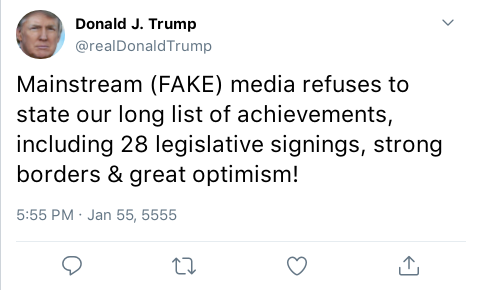 Donald J. Trump
@realDonaldTrump
Mainstream (FAKE) media refuses to
state our long list of achievements,
including 28 legislative signings, strong
borders & great optimism!
5:55 PM · Jan 55, 5555